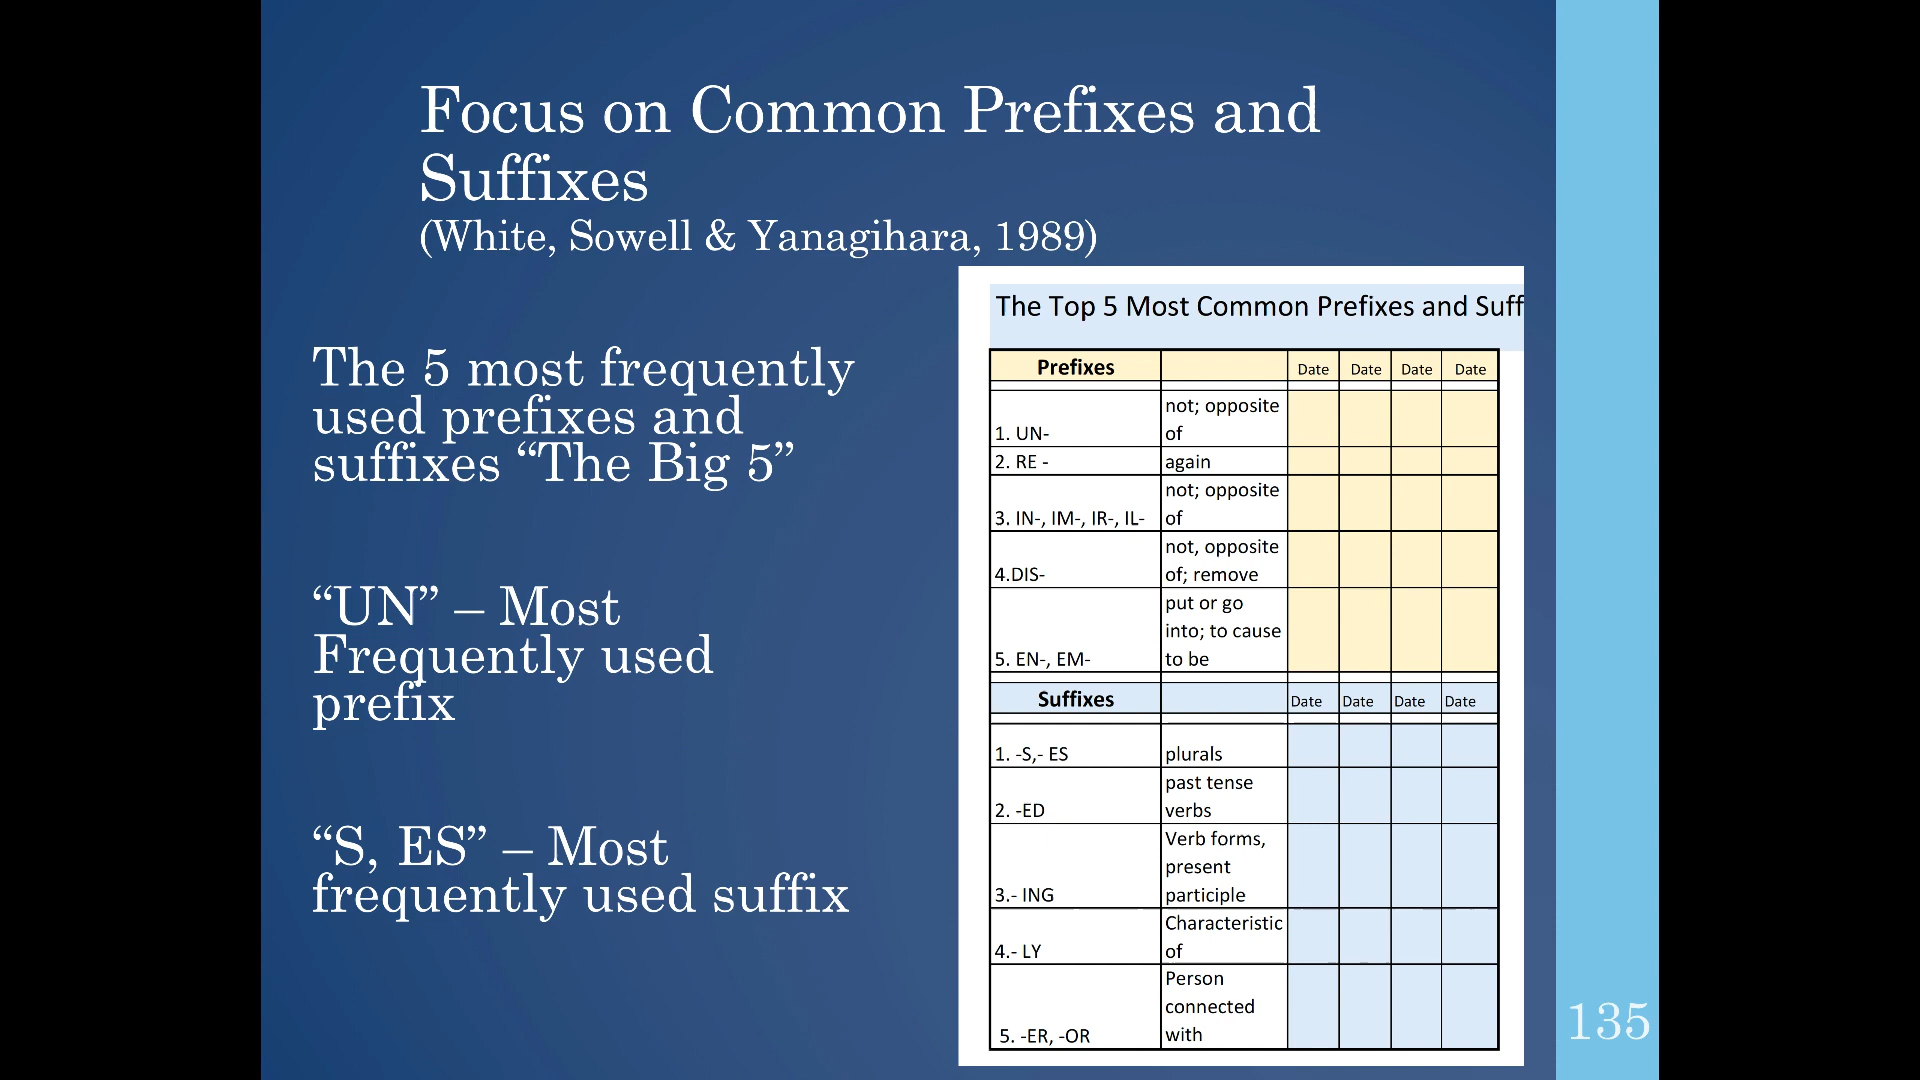 Focus on Common Prefixes and
Suffixes
(White, Sowell & Yanagihara, 1989)
The 5 most frequently
used prefixes and
suffixes “The Big 5”
“UN” – Most
Frequently used
prefix
“S, ES” – Most
frequently used suffix
The Top 5 Most Common Prefixes and Suff
Prefixes Date Date Date Date
not; opposite
1. UN- of
2. RE - again
not; opposite
3. IN-, IM-, IR-, IL- of
not, opposite
4.DIS- of; remove
put or go
into; to cause
5. EN-, EM- to be
Suffixes Date Date Date Date
1. -S,- ES plurals
past tense
2. -ED verbs
Verb forms,
present
3.- ING participle
Characteristic
4.- LY of
Person
connected
5. -ER, -OR with
135